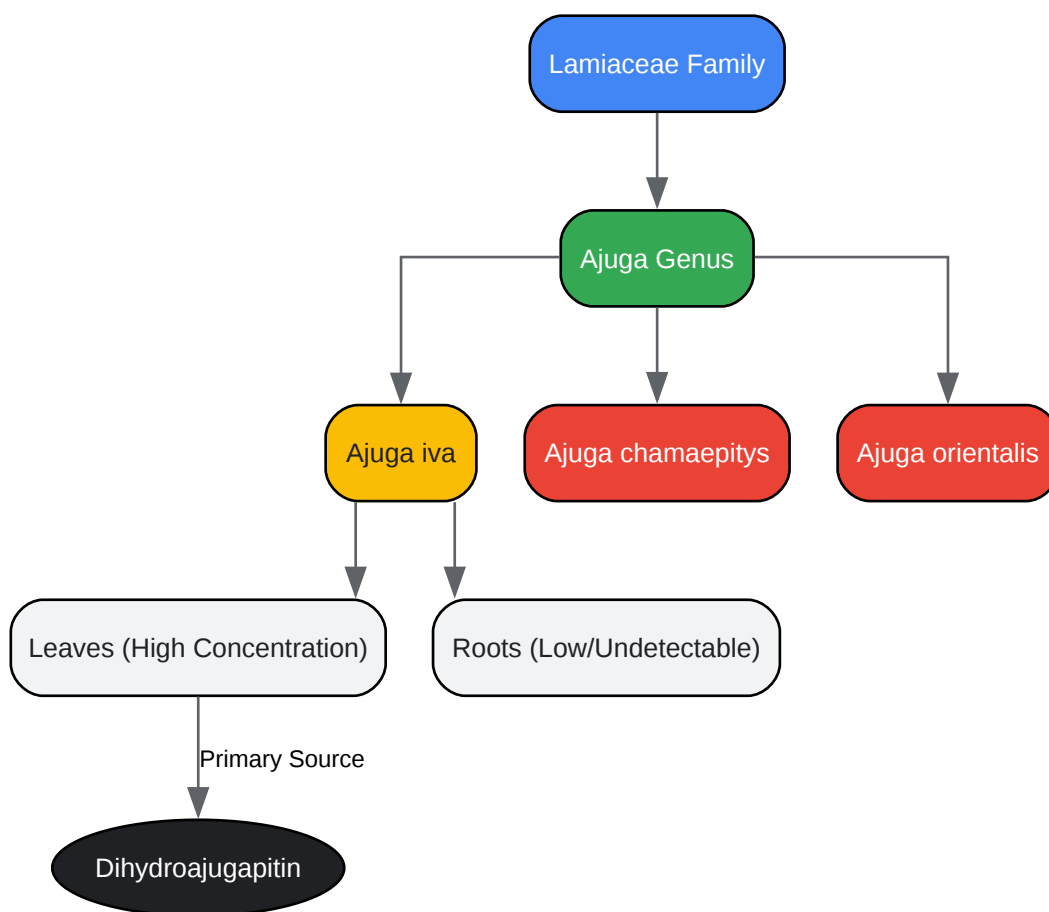 Lamiaceae Family
Ajuga Genus
Ajuga iva
Ajuga chamaepitys
Ajuga orientalis
Leaves (High Concentration)
Roots (Low/Undetectable)
Primary Source
Dihydroajugapitin